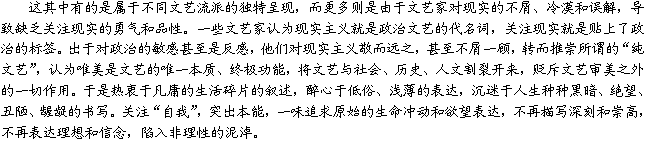 这其中有的是属于不同文艺流派的独特呈现，而更多则是由于文艺家对现实的不屑、冷漠和误解，导
致缺乏关注现实的勇气和品性。一些文艺家认为现实主义就是政治文艺的代名词，关注现实就是贴上了政
治的标签。出于对政治的敏感甚至是反感，他们对现实主义敬而远之，甚至不屑一顾，转而推崇所谓的“纯
文艺”，认为唯美是文艺的唯一本质、终极功能，将文艺与社会、历史、人文割裂开来，贬斥文艺审美之外
的一切作用。于是热衷于凡庸的生活碎片的叙述，醉心于低俗、浅薄的表达，沉迷于人生种种黑暗、绝望、
丑陋、龌龊的书写。关注“自我”，突出本能，一味追求原始的生命冲动和欲望表达，不再描写深刻和崇高，
不再表达理想和信念，陷入非理性的泥淖。